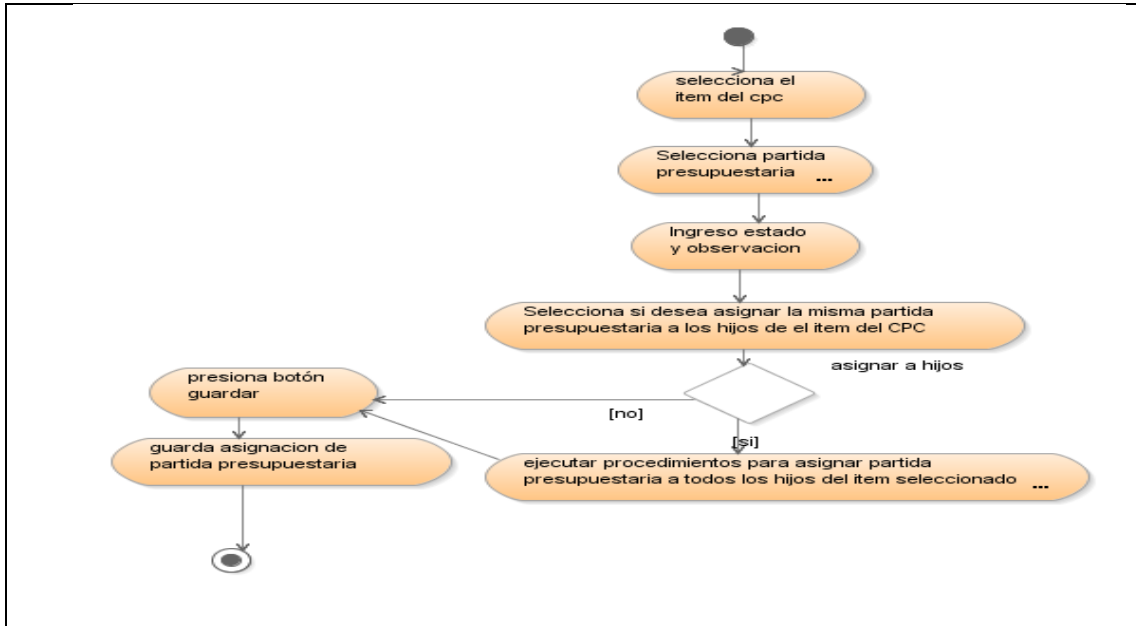 selecciona el
item del cpc
Selecciona partida
presupuestaria ...
Ingreso estado
y observacion
Selecciona si desea asignar la misma partida
presupuestaria a los hijos de el item del CPC
asignar a hijos
[no]
[si]
ejecutar procedimientos para asignar partida
presupuestaria a todos los hijos del item seleccionado ...
presiona botón
guardar
guarda asignacion de
partida presupuestaria